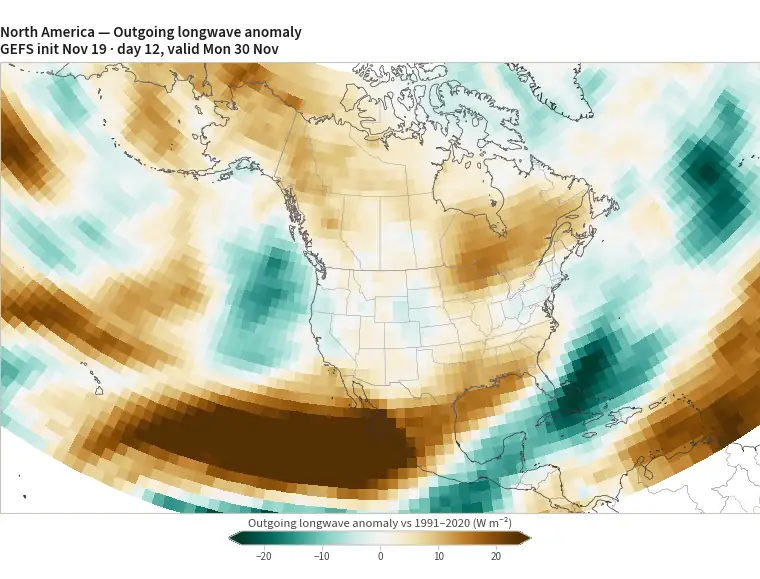 North America — Outgoing longwave anomaly
GEFS init Nov 19 · day 12, valid Mon 30 Nov
Outgoing longwave anomaly vs 1991–2020 (W m⁻²)
−20 −10 0 10 20